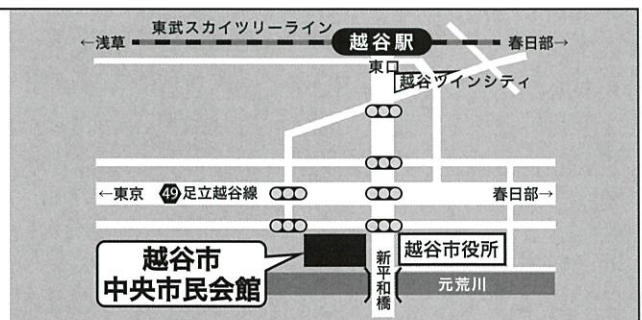 東武スカイツリーライン
←浅草
越谷駅
春日部→
東口
越谷ツインシティ
←東京
49
足立越谷線
春日部→
越谷市
中央市民会館
新平和橋
越谷市役所
元荒川